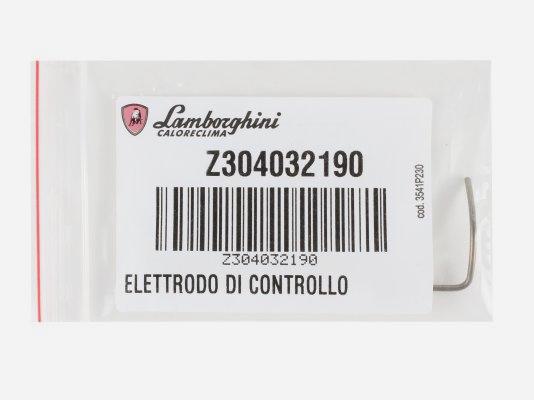 Lamborghini
CALORECLIMA
Z304032190
Z304032190
ELETTRODO DI CONTROLLO
cod. 3541P230